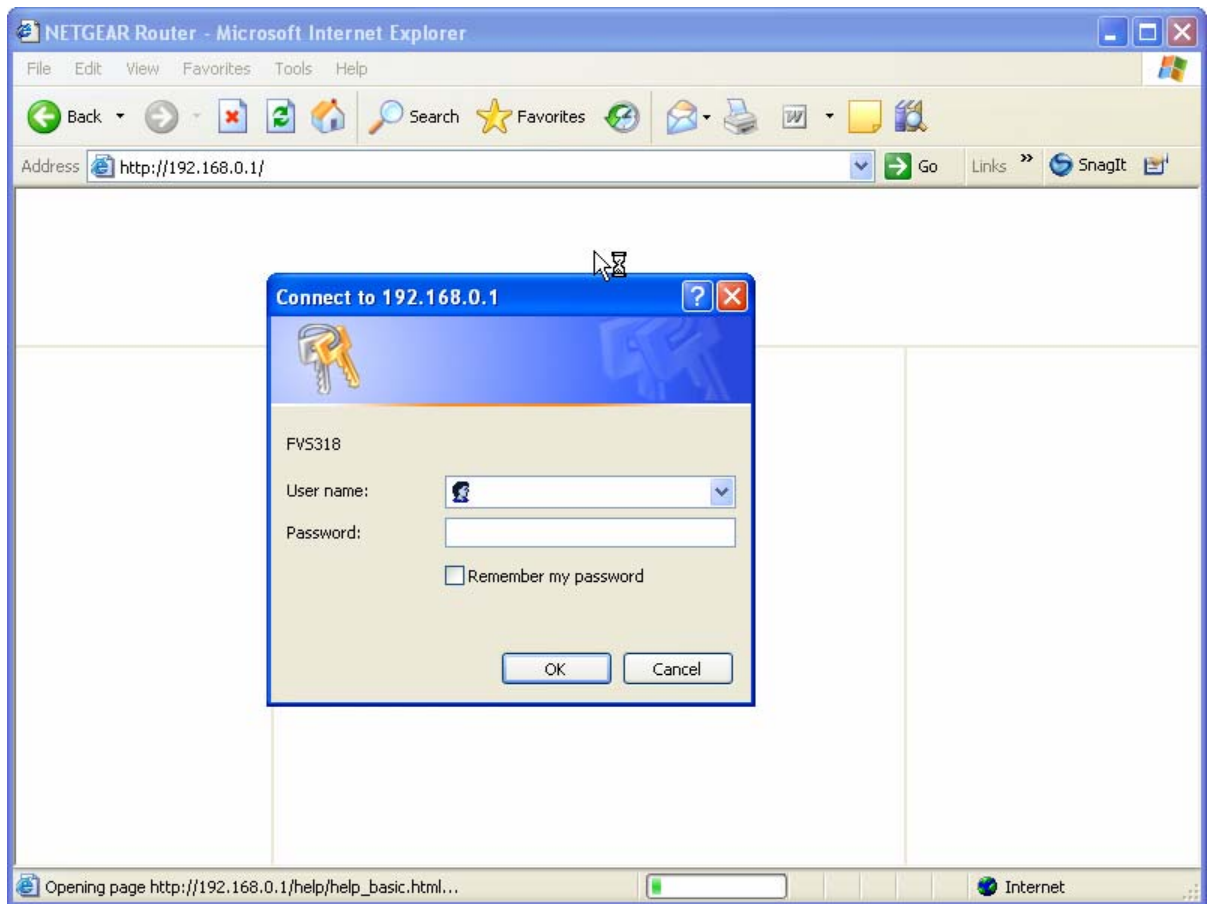 NETGEAR Router - Microsoft Internet Explorer
File Edit View Favorites Tools Help
Back Search Favorites W
Address http://192.168.0.1/ Go Links » SnagIt
Connect to 192.168.0.1
FVS318
User name:
Password:
Remember my password
OK Cancel
Opening page http://192.168.0.1/help/help_basic.html... Internet